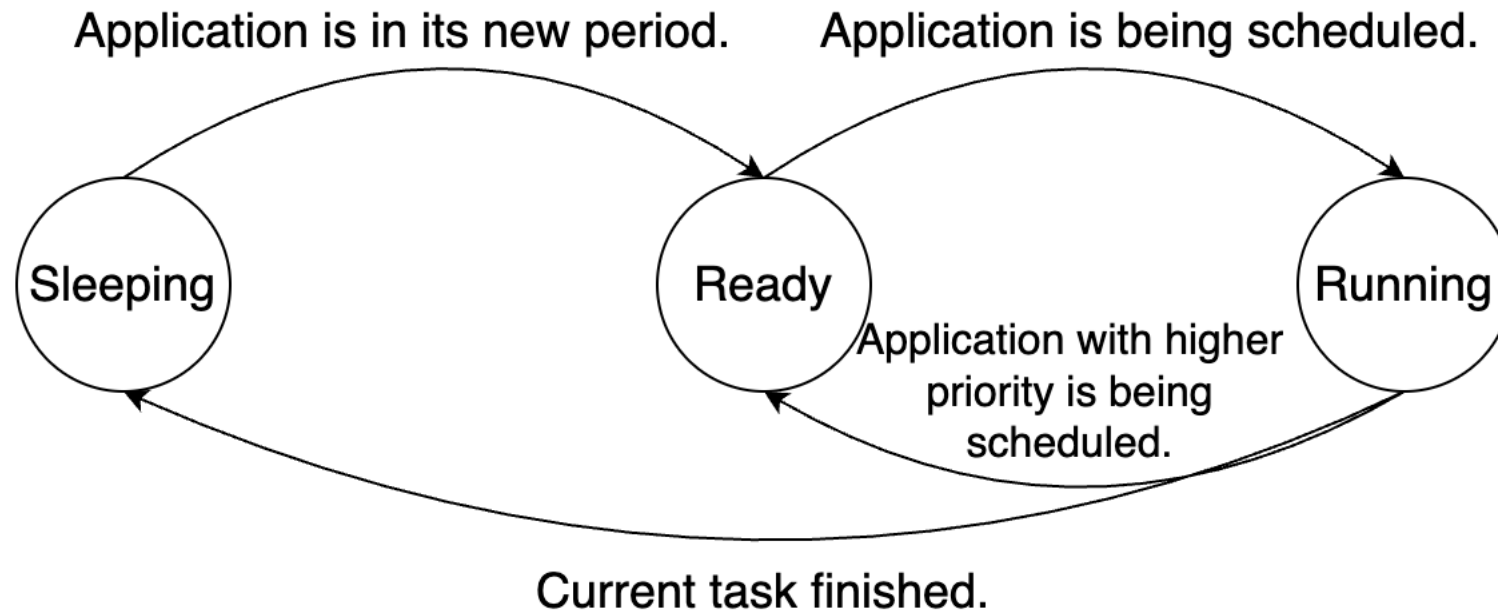 Application is in its new period.
Application is being scheduled.
Sleeping
Ready
Running
Application with higher
priority is being
scheduled.
Current task finished.